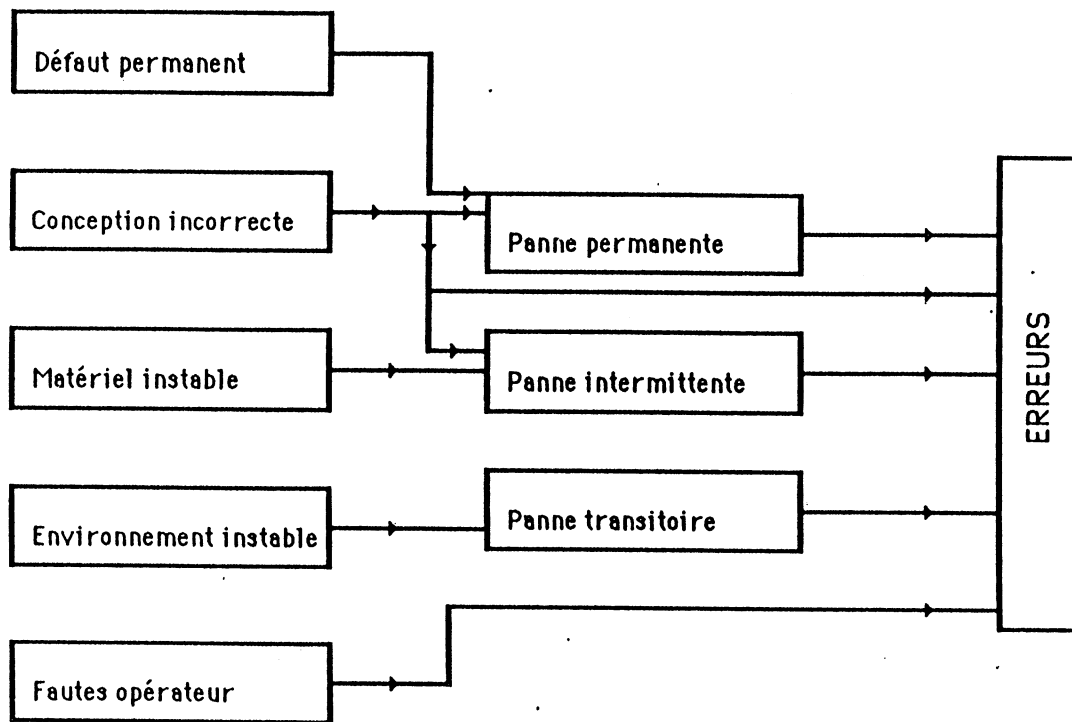 Défaut permanent
Conception incorrecte
Panne permanente
Matériel instable
Panne intermittente
Environnement instable
Panne transitoire
Fautes opérateur
ERREURS